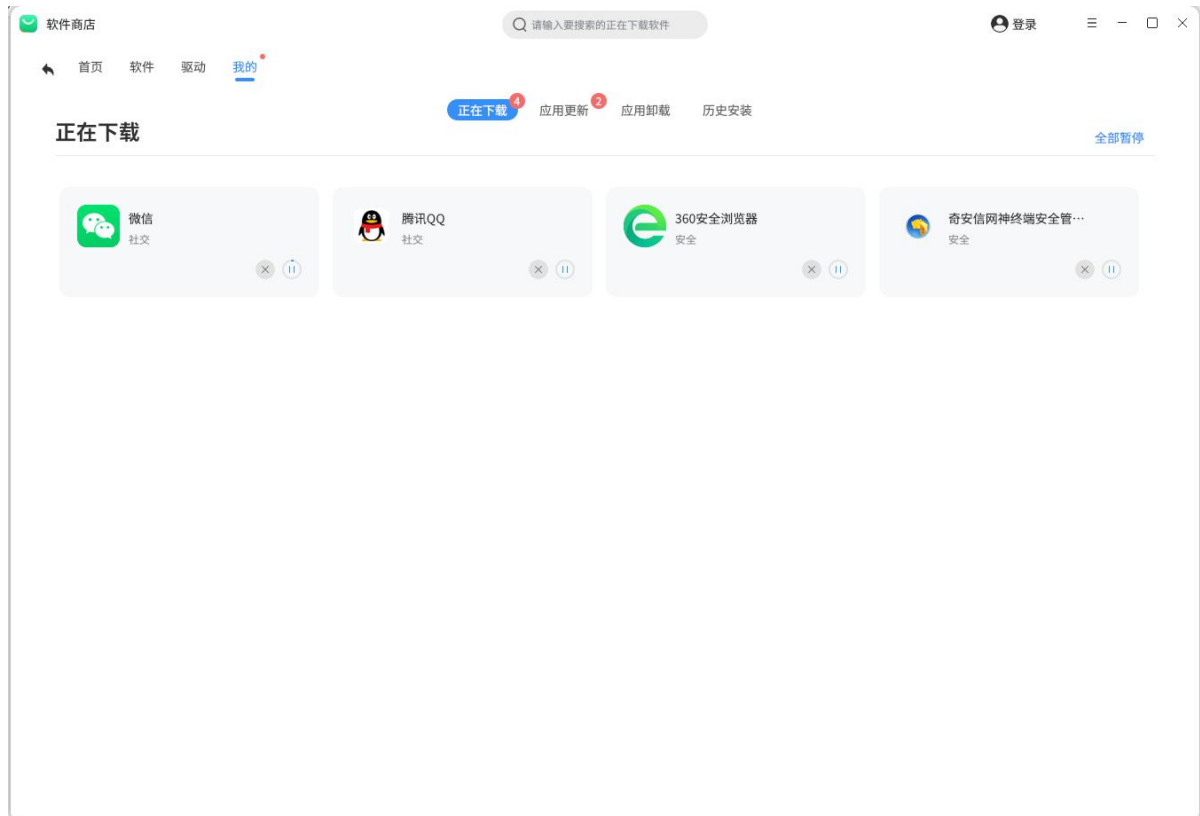 软件商店
请输入要搜索的正在下载软件
登录
首页 软件 驱动 我的
正在下载 4 应用更新 2 应用卸载 历史安装
正在下载
全部暂停
微信
社交
腾讯QQ
社交
360安全浏览器
安全
奇安信网神终端安全管…
安全